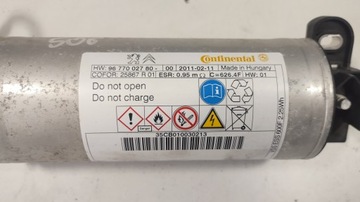 Continental
HW: 96 770 027 80 - 00 2011-02-11 Made in Hungary
COFOR: 25867 R 01 ESR: 0.95 m Ω C=626.4F HW: 01
Do not open
Do not charge
35CB010030213